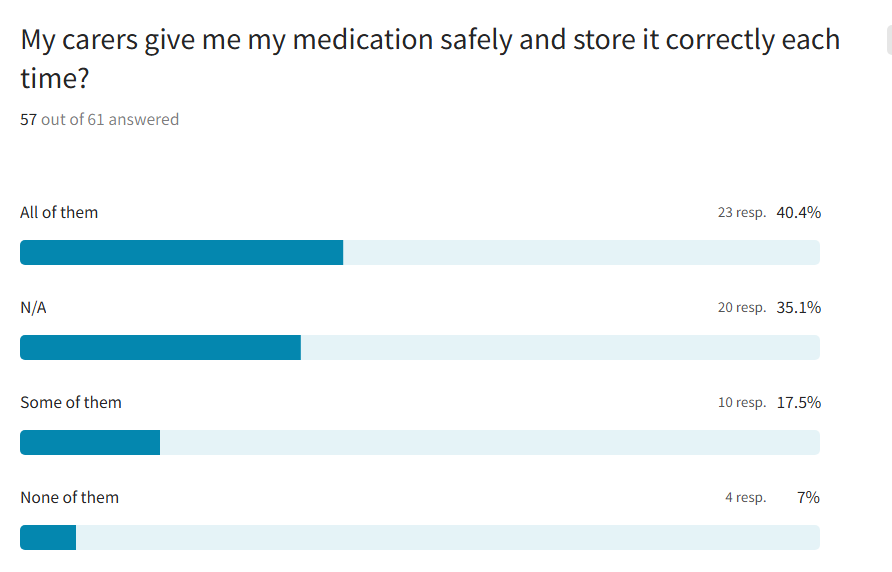 My carers give me my medication safely and store it correctly each
time?
57 out of 61 answered
All of them 23 resp. 40.4%
N/A 20 resp. 35.1%
Some of them 10 resp. 17.5%
None of them 4 resp. 7%